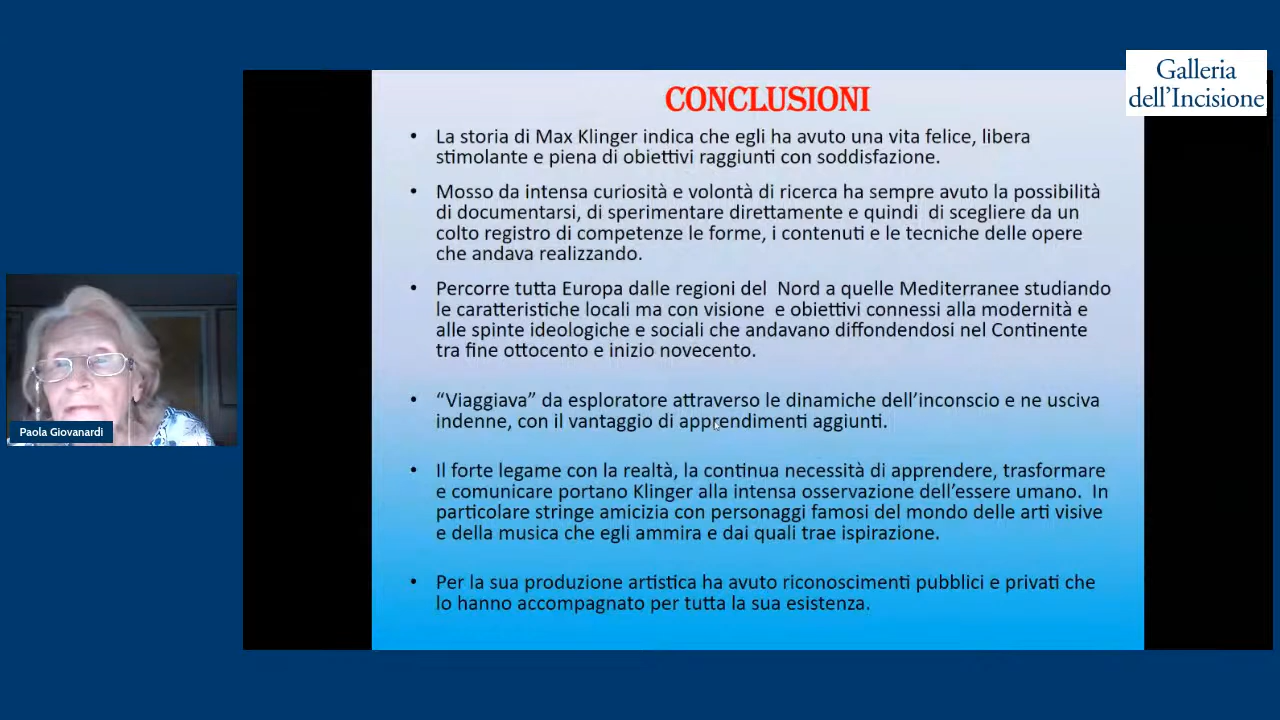 Galleria
dell'Incisione
CONCLUSIONI
• La storia di Max Klinger indica che egli ha avuto una vita felice, libera
stimolante e piena di obiettivi raggiunti con soddisfazione.
• Mosso da intensa curiosità e volontà di ricerca ha sempre avuto la possibilità
di documentarsi, di sperimentare direttamente e quindi  di scegliere da un
colto registro di competenze le forme, i contenuti e le tecniche delle opere
che andava realizzando.
• Percorre tutta Europa dalle regioni del  Nord a quelle Mediterranee studiando
le caratteristiche locali ma con visione  e obiettivi connessi alla modernità e
alle spinte ideologiche e sociali che andavano diffondendosi nel Continente
tra fine ottocento e inizio novecento.
• “Viaggiava” da esploratore attraverso le dinamiche dell’inconscio e ne usciva
indenne, con il vantaggio di apprendimenti aggiunti.
• Il forte legame con la realtà, la continua necessità di apprendere, trasformare
e comunicare portano Klinger alla intensa osservazione dell’essere umano.  In
particolare stringe amicizia con personaggi famosi del mondo delle arti visive
e della musica che egli ammira e dai quali trae ispirazione.
• Per la sua produzione artistica ha avuto riconoscimenti pubblici e privati che
lo hanno accompagnato per tutta la sua esistenza.
Paola Giovanardi